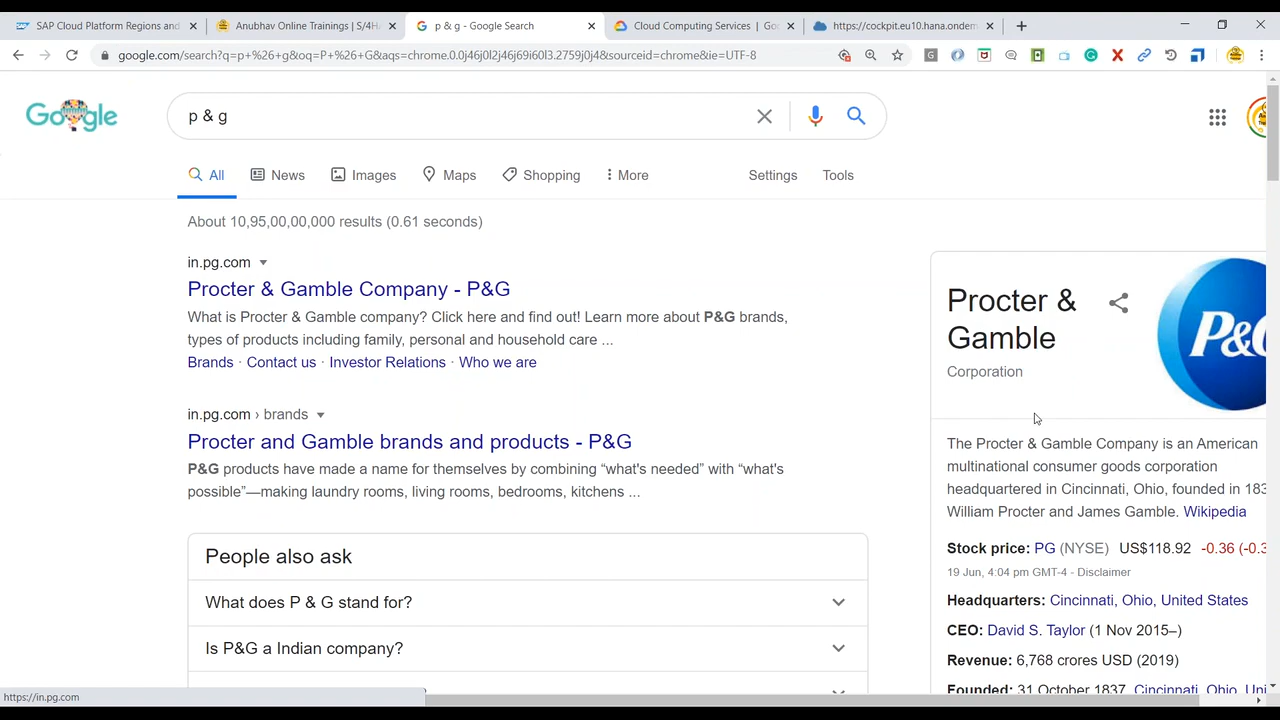 SAP Cloud Platform Regions and
Anubhav Online Trainings | S/4H
p & g - Google Search
Cloud Computing Services | Go
https://cockpit.eu10.hana.ondem
google.com/search?q=p+%26+g&oq=P+%26+G&aqs=chrome.0.0j46j0l2j46j69i60l3.2759j0j4&sourceid=chrome&ie=UTF-8
Google
p & g
All
News
Images
Maps
Shopping
More
Settings
Tools
About 10,95,00,00,000 results (0.61 seconds)
in.pg.com
Procter & Gamble Company - P&G
What is Procter & Gamble company? Click here and find out! Learn more about P&G brands,
types of products including family, personal and household care ...
Brands · Contact us · Investor Relations · Who we are
in.pg.com › brands
Procter and Gamble brands and products - P&G
P&G products have made a name for themselves by combining “what's needed” with “what's
possible”—making laundry rooms, living rooms, bedrooms, kitchens ...
People also ask
What does P & G stand for?
Is P&G a Indian company?
Procter &
Gamble
Corporation
P&G
The Procter & Gamble Company is an American
multinational consumer goods corporation
headquartered in Cincinnati, Ohio, founded in 183
William Procter and James Gamble. Wikipedia
Stock price: PG (NYSE) US$118.92 -0.36 (-0.3
19 Jun, 4:04 pm GMT-4 - Disclaimer
Headquarters: Cincinnati, Ohio, United States
CEO: David S. Taylor (1 Nov 2015–)
Revenue: 6,768 crores USD (2019)
Founded: 31 October 1837, Cincinnati, Ohio, Uni
https://in.pg.com